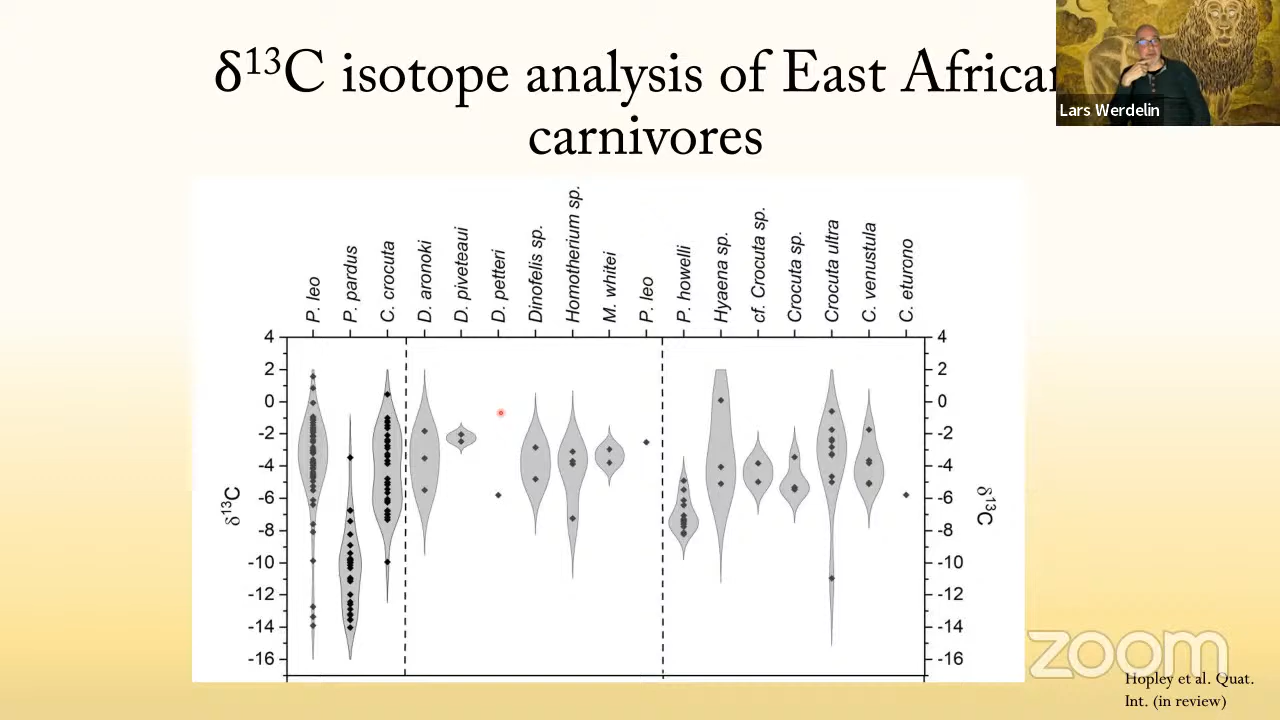 δ¹³C isotope analysis of East African
carnivores
Lars Werdelin
P. leo
P. pardus
C. crocuta
D. aronoki
D. piveteaui
D. petteri
Dinofelis sp.
Homotherium sp.
M. whitei
P. leo
P. howelli
Hyaena sp.
cf. Crocuta sp.
Crocuta sp.
Crocuta ultra
C. venustula
C. eturono
4 4
2 2
0 0
-2 -2
-4 -4
-6 -6
-8 -8
-10 -10
-12 -12
-14 -14
-16 -16
δ¹³C
δ¹³C
zoom
Hopley et al. Quat.
Int. (in review)